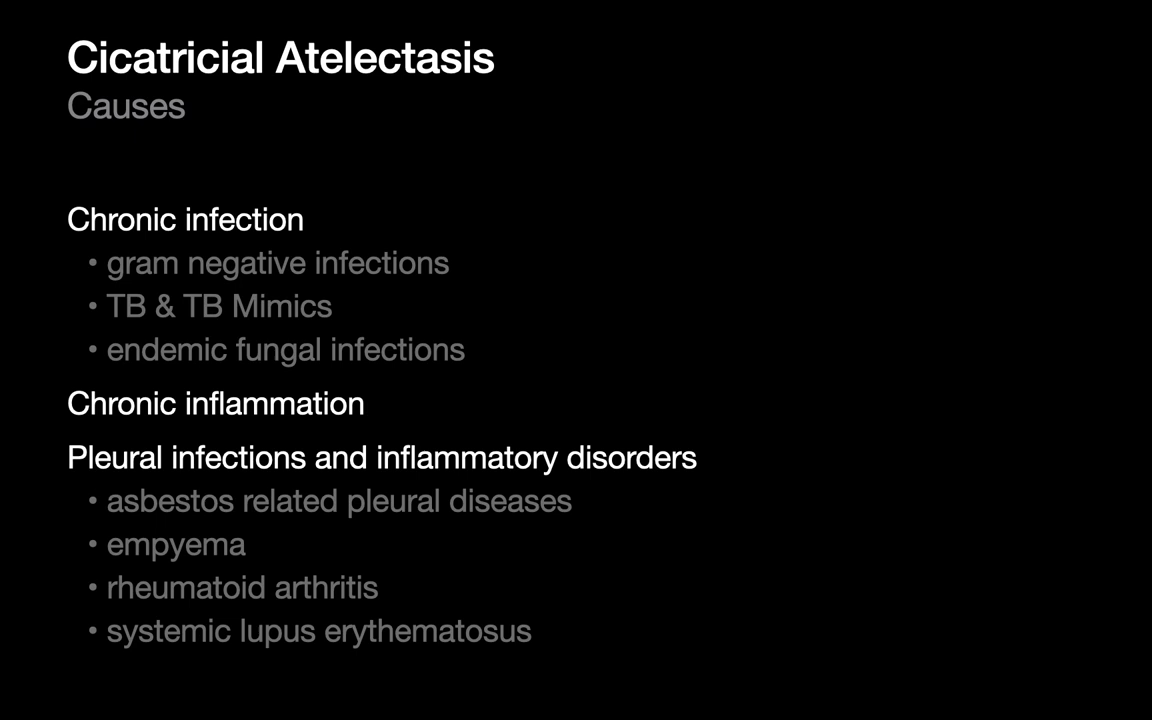 Cicatricial Atelectasis
Causes
Chronic infection
• gram negative infections
• TB & TB Mimics
• endemic fungal infections
Chronic inflammation
Pleural infections and inflammatory disorders
• asbestos related pleural diseases
• empyema
• rheumatoid arthritis
• systemic lupus erythematosus